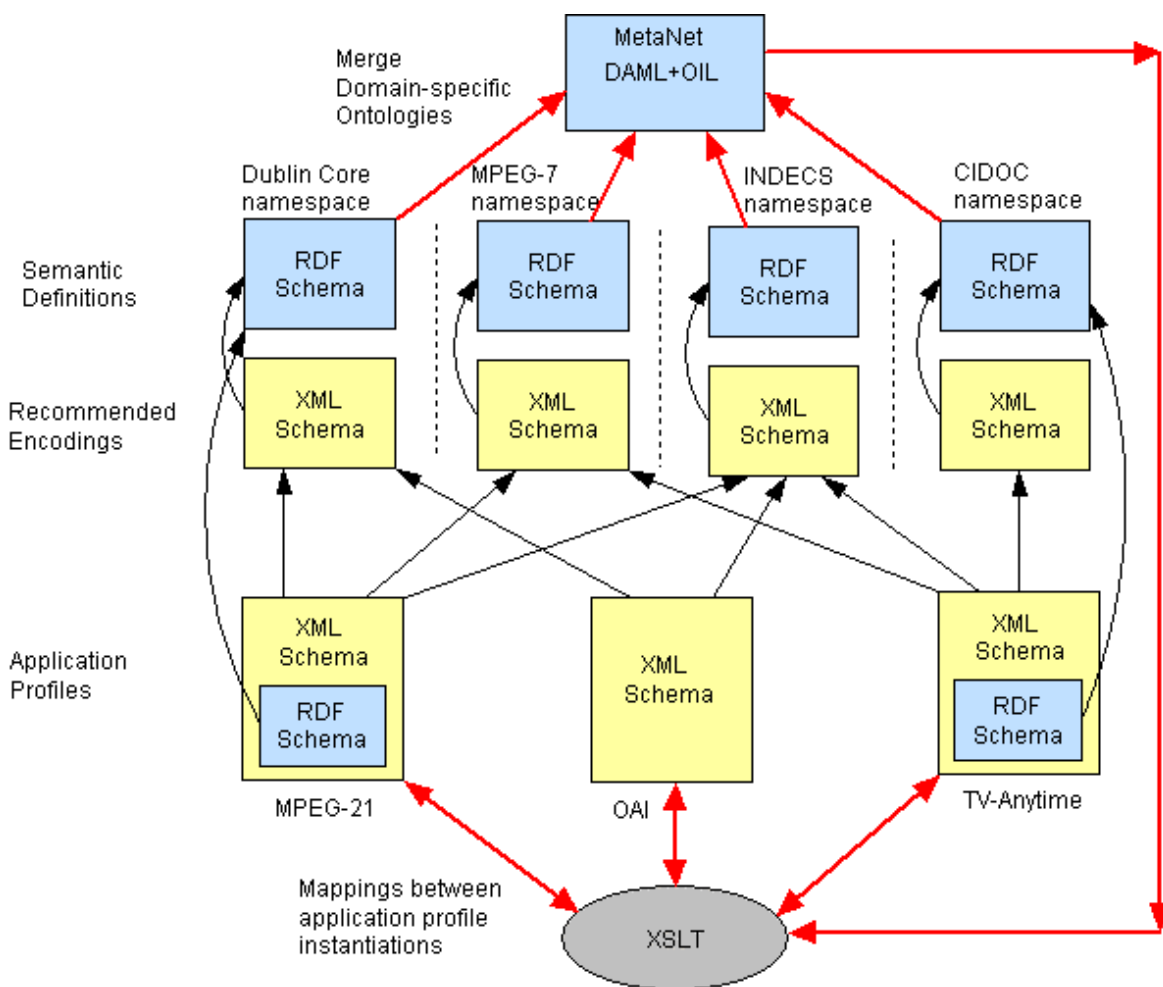 MetaNet
DAML+OIL
Merge
Domain-specific
Ontologies
Dublin Core
namespace
MPEG-7
namespace
INDECS
namespace
CIDOC
namespace
Semantic
Definitions
RDF
Schema
RDF
Schema
RDF
Schema
RDF
Schema
Recommended
Encodings
XML
Schema
XML
Schema
XML
Schema
XML
Schema
Application
Profiles
XML
Schema
RDF
Schema
MPEG-21
XML
Schema
OAI
XML
Schema
RDF
Schema
TV-Anytime
Mappings between
application profile
instantiations
XSLT